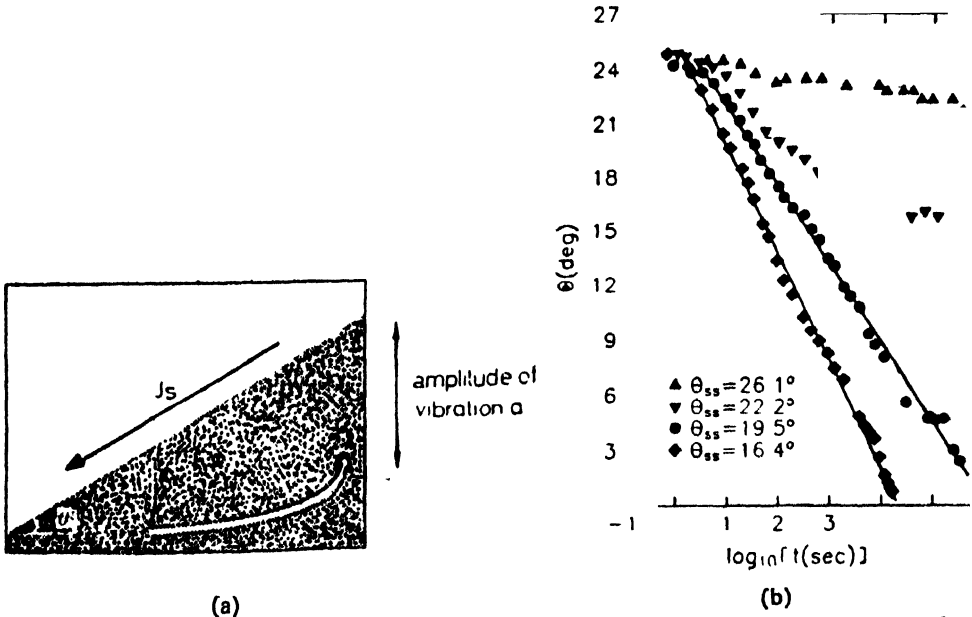 Js
amplitude of
vibration a
(a)
27
24
21
18
15
12
9
6
3
θ(deg)
▲ θss=26 1°
▼ θss=22 2°
● θss=19 5°
◆ θss=16 4°
-1 1 3
log₁₀[t(sec)]
(b)